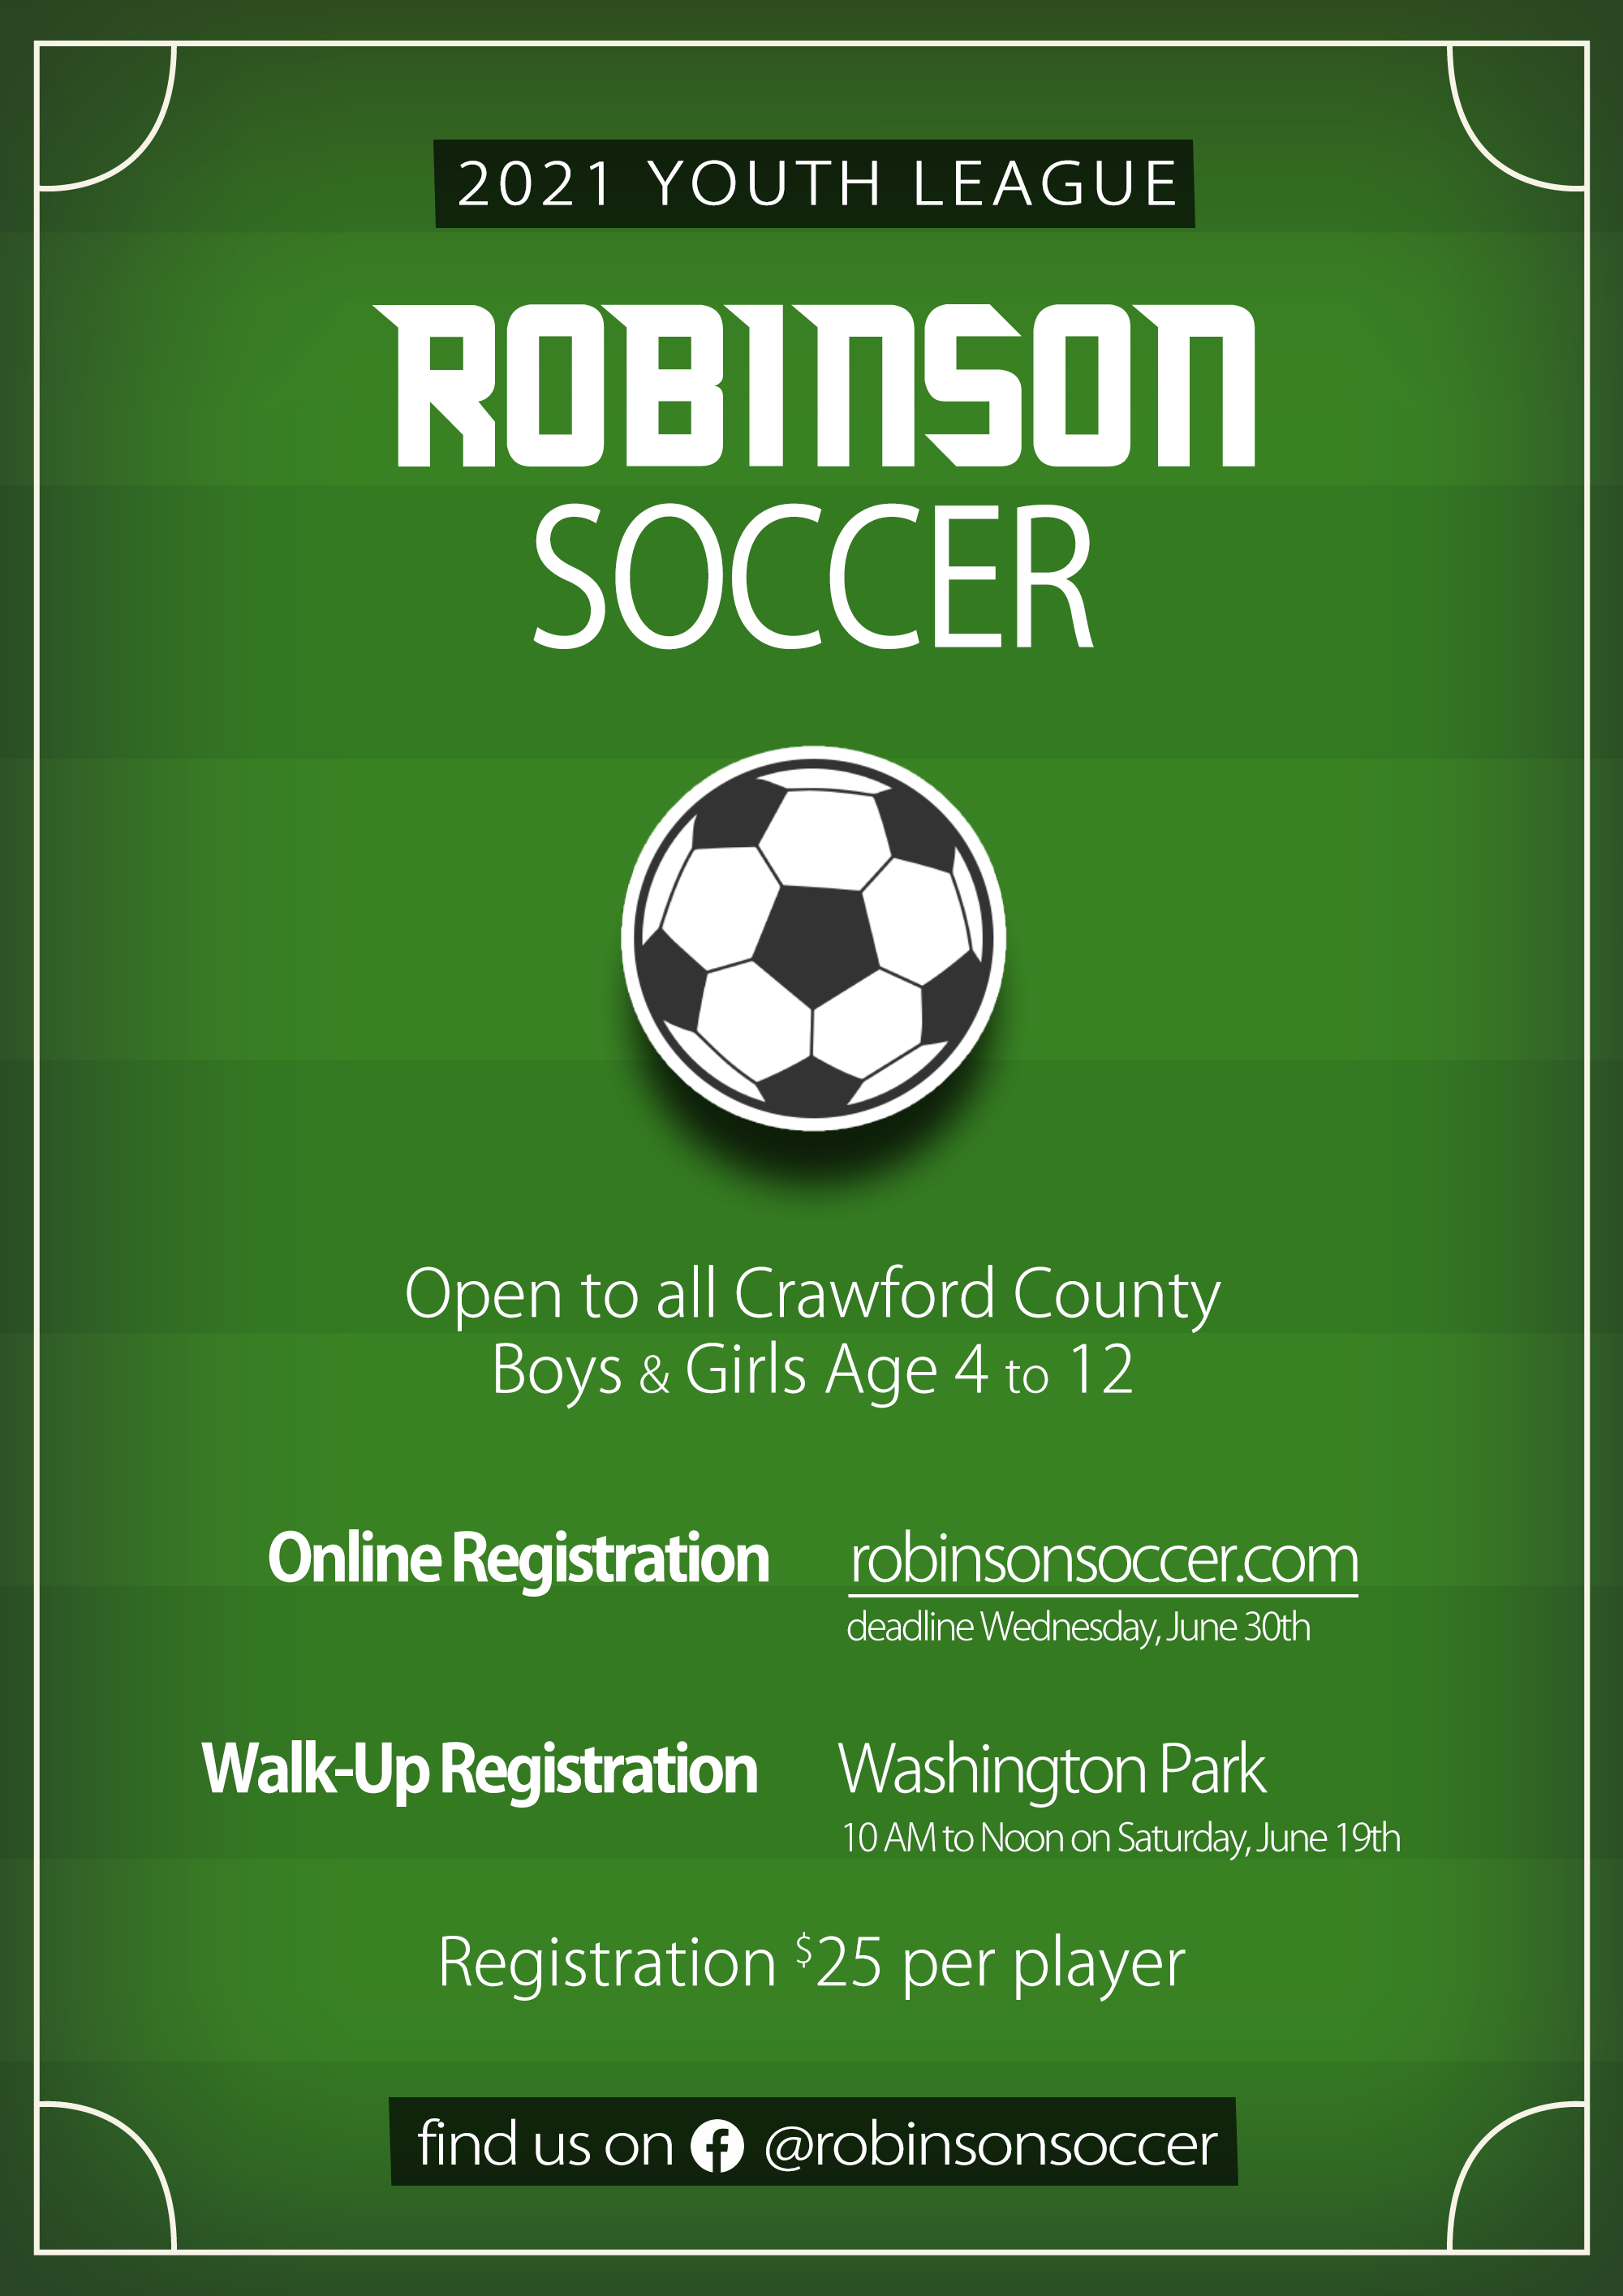 2021 YOUTH LEAGUE
ROBINSON
SOCCER
Open to all Crawford County
Boys & Girls Age 4 to 12
Online Registration robinsonsoccer.com
deadline Wednesday, June 30th
Walk-Up Registration Washington Park
10 AM to Noon on Saturday, June 19th
Registration $25 per player
find us on @robinsonsoccer